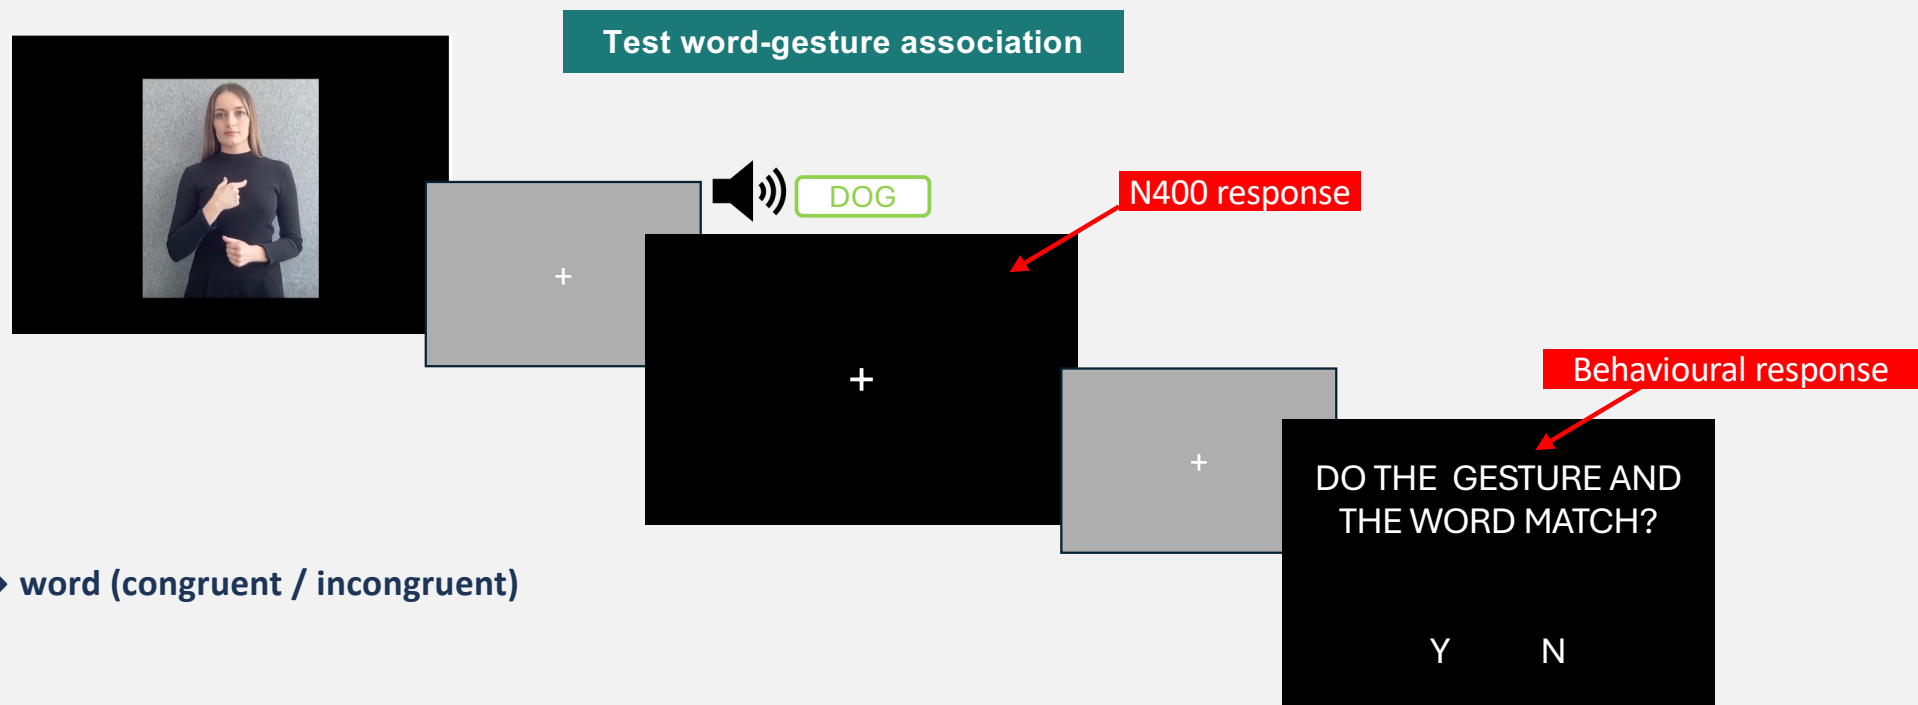 Test word-gesture association
DOG
N400 response
+
+
Behavioural response
+
DO THE GESTURE AND
THE WORD MATCH?
word (congruent / incongruent)
Y N